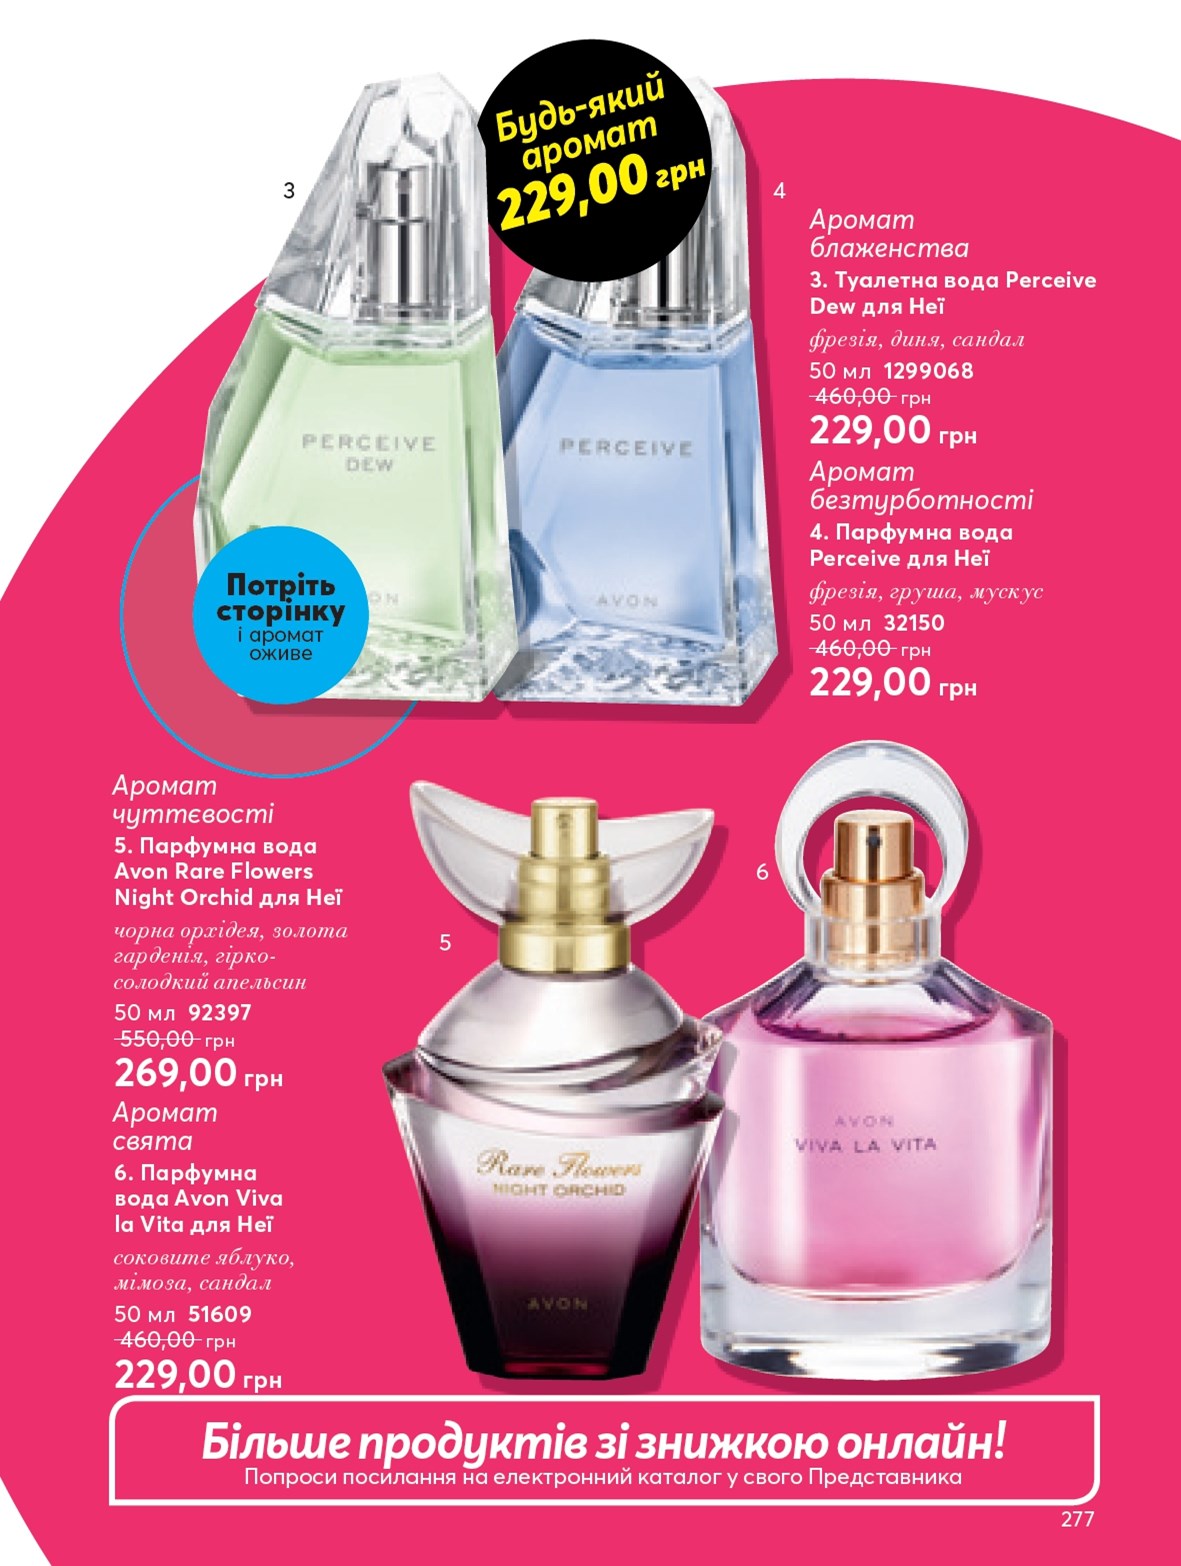 Будь-який
аромат
229,00 грн
3
4
Аромат
блаженства
3. Туалетна вода Perceive
Dew для Неї
фрезія, диня, сандал
50 мл 1299068
460,00 грн
229,00 грн
Аромат
безтурботності
4. Парфумна вода
Perceive для Неї
фрезія, груша, мускус
50 мл 32150
460,00 грн
229,00 грн
PERCEIVE
DEW
PERCEIVE
AVON
Потріть
сторінку
і аромат
оживе
Аромат
чуттєвості
5. Парфумна вода
Avon Rare Flowers
Night Orchid для Неї
чорна орхідея, золота
гарденія, гірко-
солодкий апельсин
50 мл 92397
550,00 грн
269,00 грн
Аромат
свята
6. Парфумна
вода Avon Viva
la Vita для Неї
соковите яблуко,
мімоза, сандал
50 мл 51609
460,00 грн
229,00 грн
5
6
Rare Flowers
NIGHT ORCHID
AVON
AVON
VIVA LA VITA
Більше продуктів зі знижкою онлайн!
Попроси посилання на електронний каталог у свого Представника
277